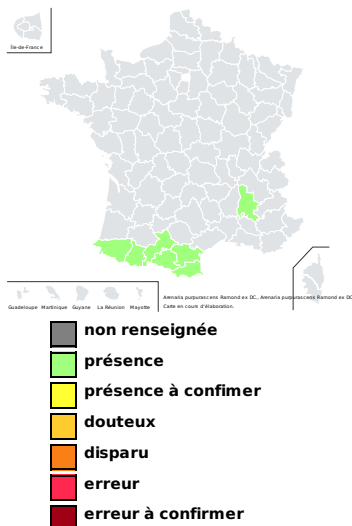 Île-de-France
Guadeloupe Martinique Guyane La Réunion Mayotte
Arenaria purpurascens Ramond ex DC., Arenaria purpurascens Ramond ex DC
Carte en cours d'élaboration.
non renseignée
présence
présence à confimer
douteux
disparu
erreur
erreur à confirmer